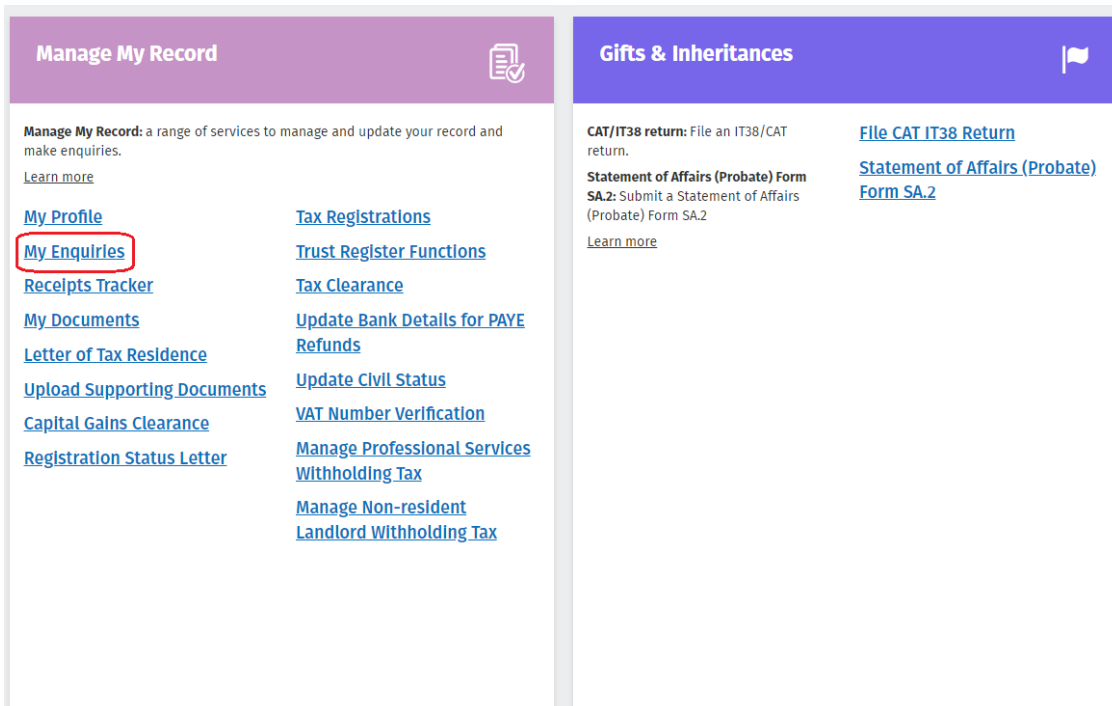 Manage My Record
Manage My Record: a range of services to manage and update your record and
make enquiries.
Learn more
My Profile
My Enquiries
Receipts Tracker
My Documents
Letter of Tax Residence
Upload Supporting Documents
Capital Gains Clearance
Registration Status Letter
Tax Registrations
Trust Register Functions
Tax Clearance
Update Bank Details for PAYE
Refunds
Update Civil Status
VAT Number Verification
Manage Professional Services
Withholding Tax
Manage Non-resident
Landlord Withholding Tax
Gifts & Inheritances
CAT/IT38 return: File an IT38/CAT
return.
Statement of Affairs (Probate) Form
SA.2: Submit a Statement of Affairs
(Probate) Form SA.2
Learn more
File CAT IT38 Return
Statement of Affairs (Probate)
Form SA.2